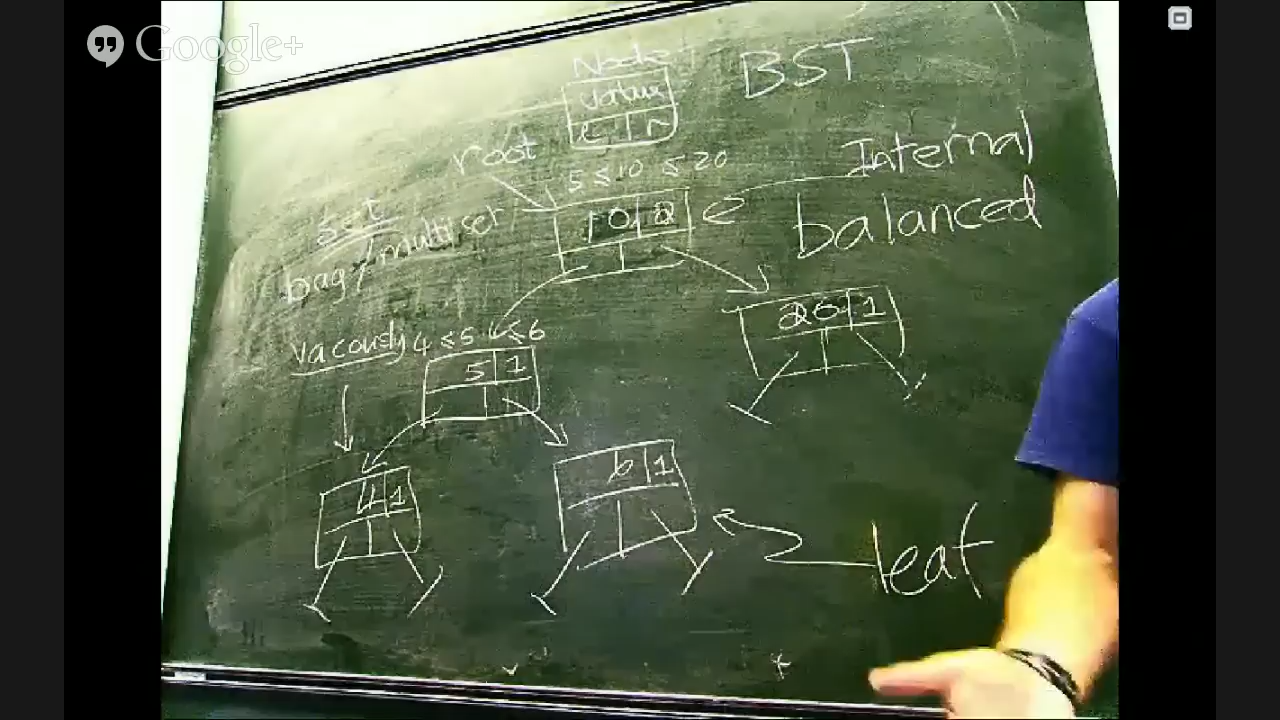 Google+
Node
BST
value
l r
root
5 ≤ 10 ≤ 20
Internal
set
bag / multiset
10 2
balanced
20 1
vacously 4 ≤ 5 ≤ 6
5 1
4 1
6 1
leaf